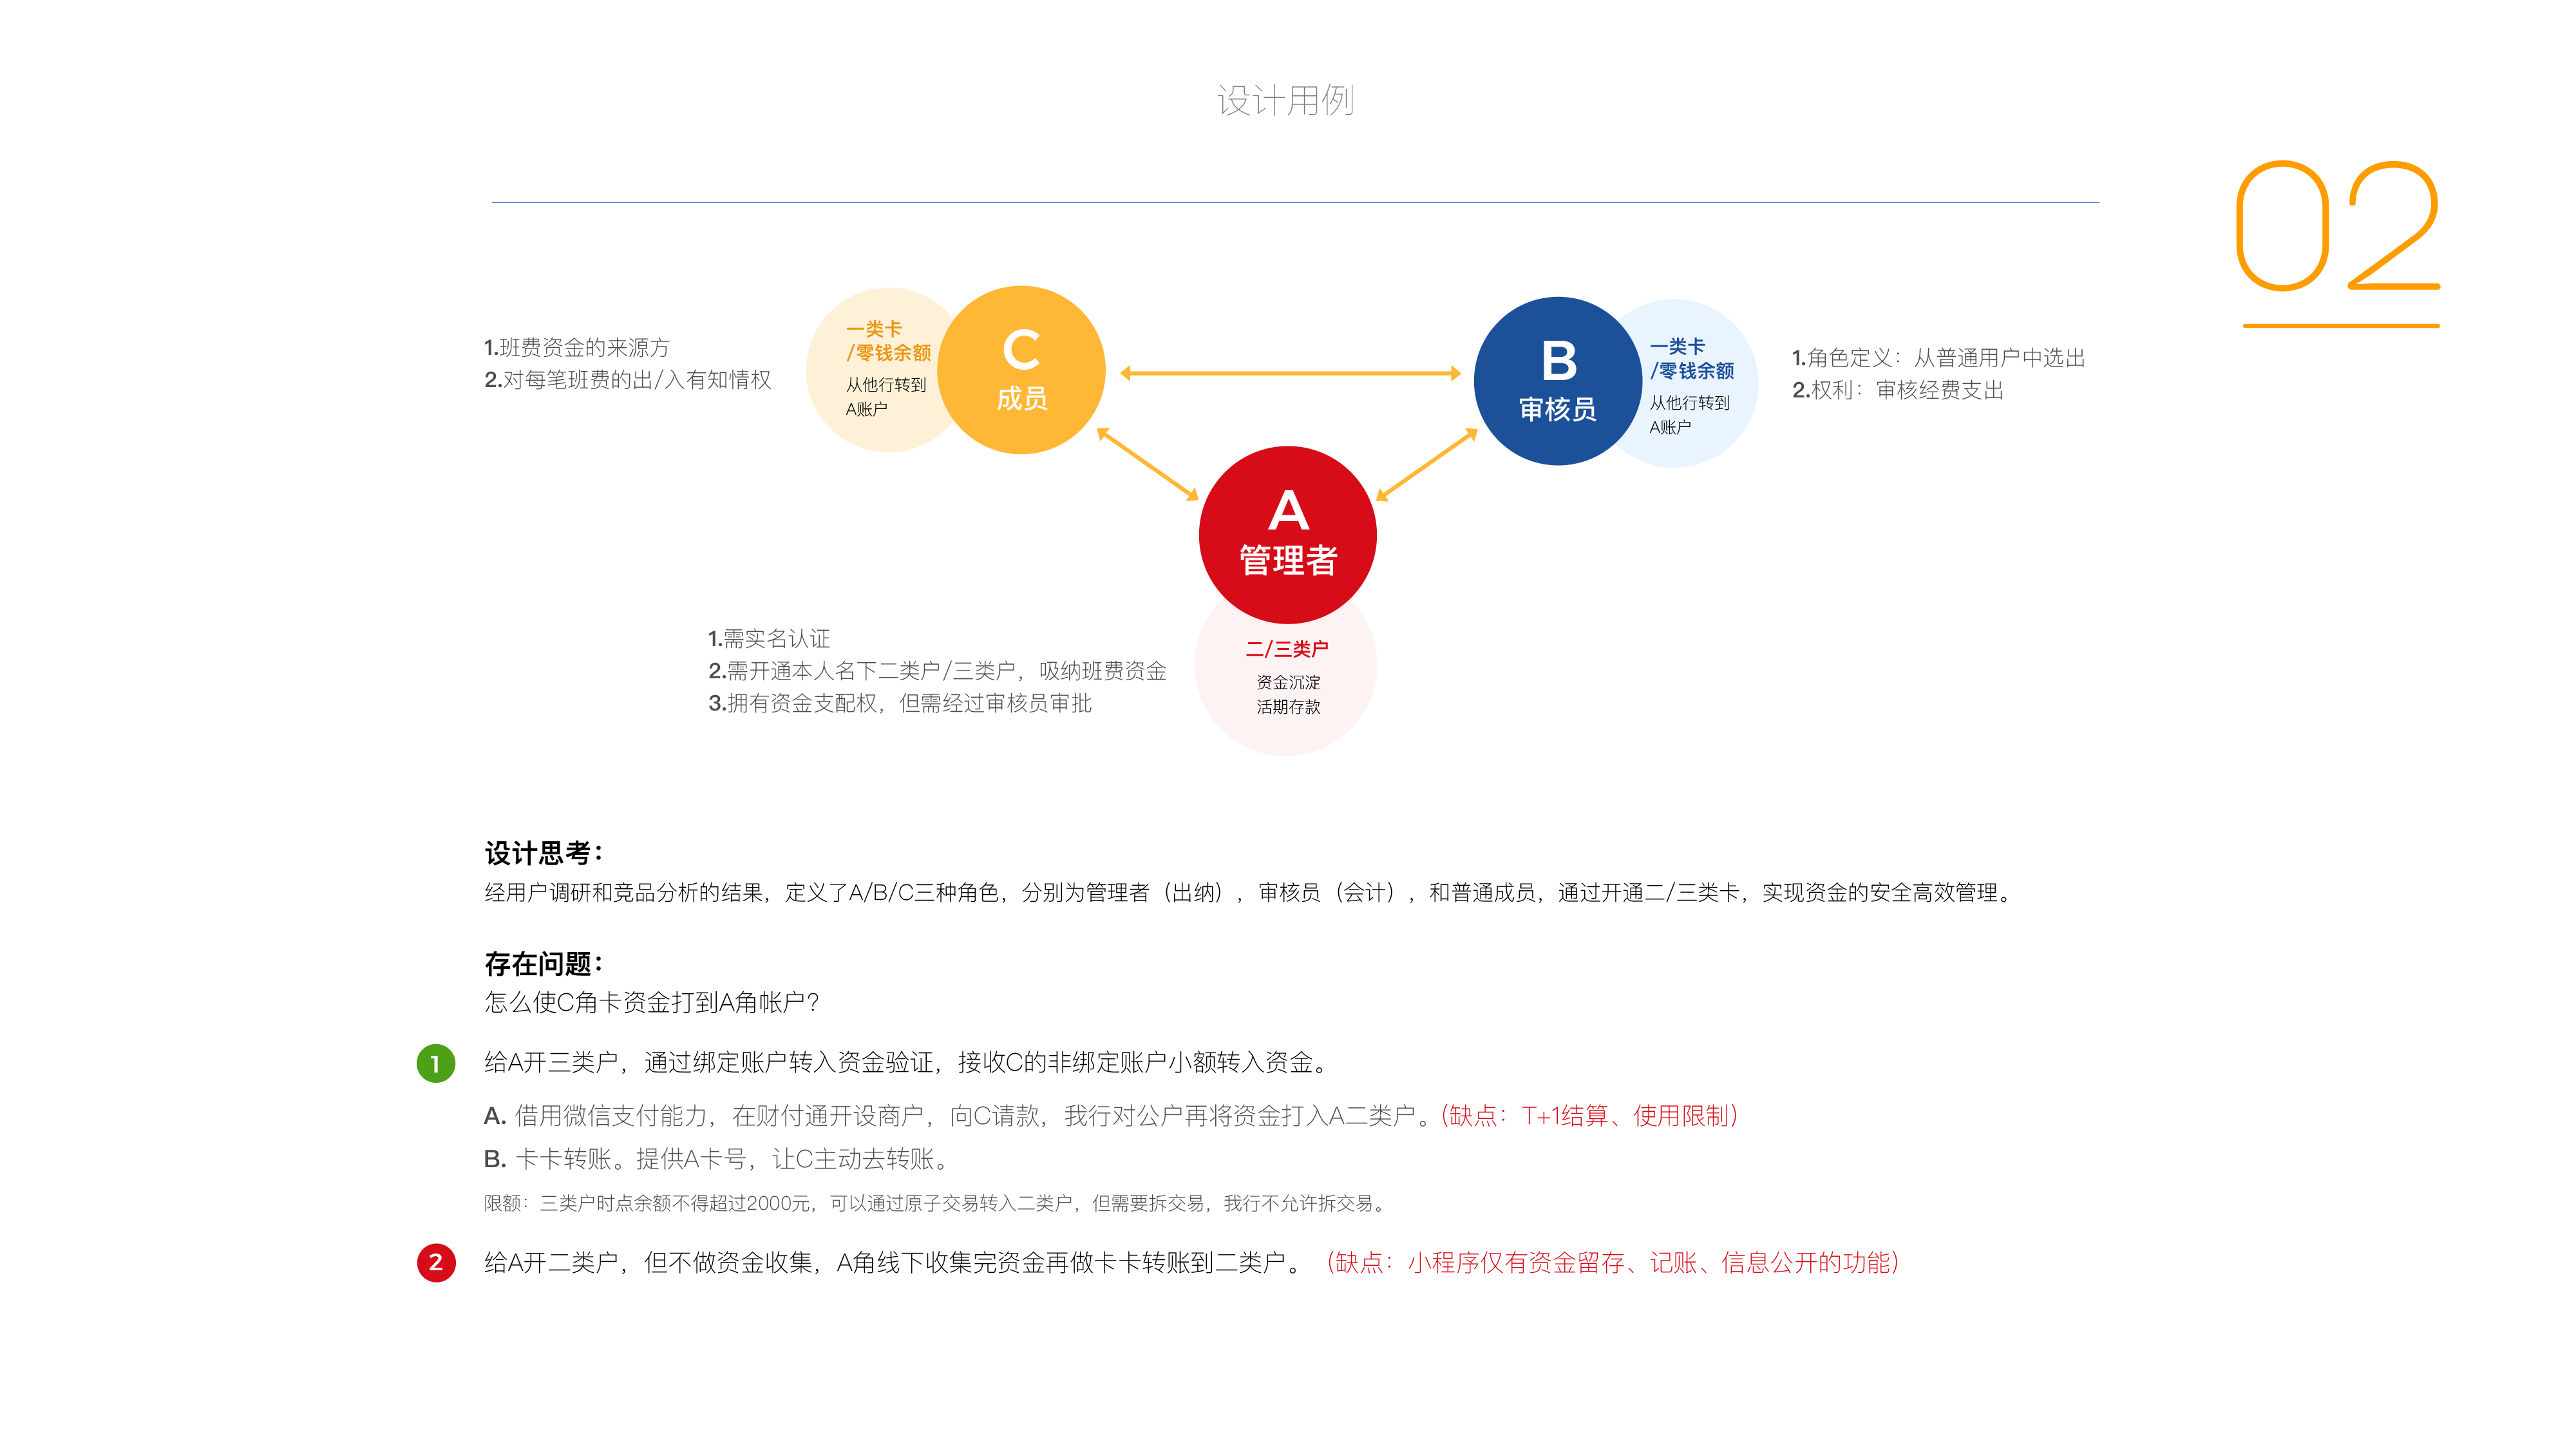 设计用例
02
1.班费资金的来源方
2.对每笔班费的出/入有知情权
一类卡
/零钱余额
从他行转到
A账户
C
成员
B
审核员
一类卡
/零钱余额
从他行转到
A账户
1.角色定义：从普通用户中选出
2.权利：审核经费支出
A
管理者
二/三类户
资金沉淀
活期存款
1.需实名认证
2.需开通本人名下二类户/三类户，吸纳班费资金
3.拥有资金支配权，但需经过审核员审批
设计思考：
经用户调研和竞品分析的结果，定义了A/B/C三种角色，分别为管理者（出纳），审核员（会计），和普通成员，通过开通二/三类卡，实现资金的安全高效管理。
存在问题：
怎么使C角卡资金打到A角帐户？
1 给A开三类户，通过绑定账户转入资金验证，接收C的非绑定账户小额转入资金。
A. 借用微信支付能力，在财付通开设商户，向C请款，我行对公户再将资金打入A二类户。（缺点：T+1结算、使用限制）
B. 卡卡转账。提供A卡号，让C主动去转账。
限额：三类户时点余额不得超过2000元，可以通过原子交易转入二类户，但需要拆交易，我行不允许拆交易。
2 给A开二类户，但不做资金收集，A角线下收集完资金再做卡卡转账到二类户。（缺点：小程序仅有资金留存、记账、信息公开的功能）